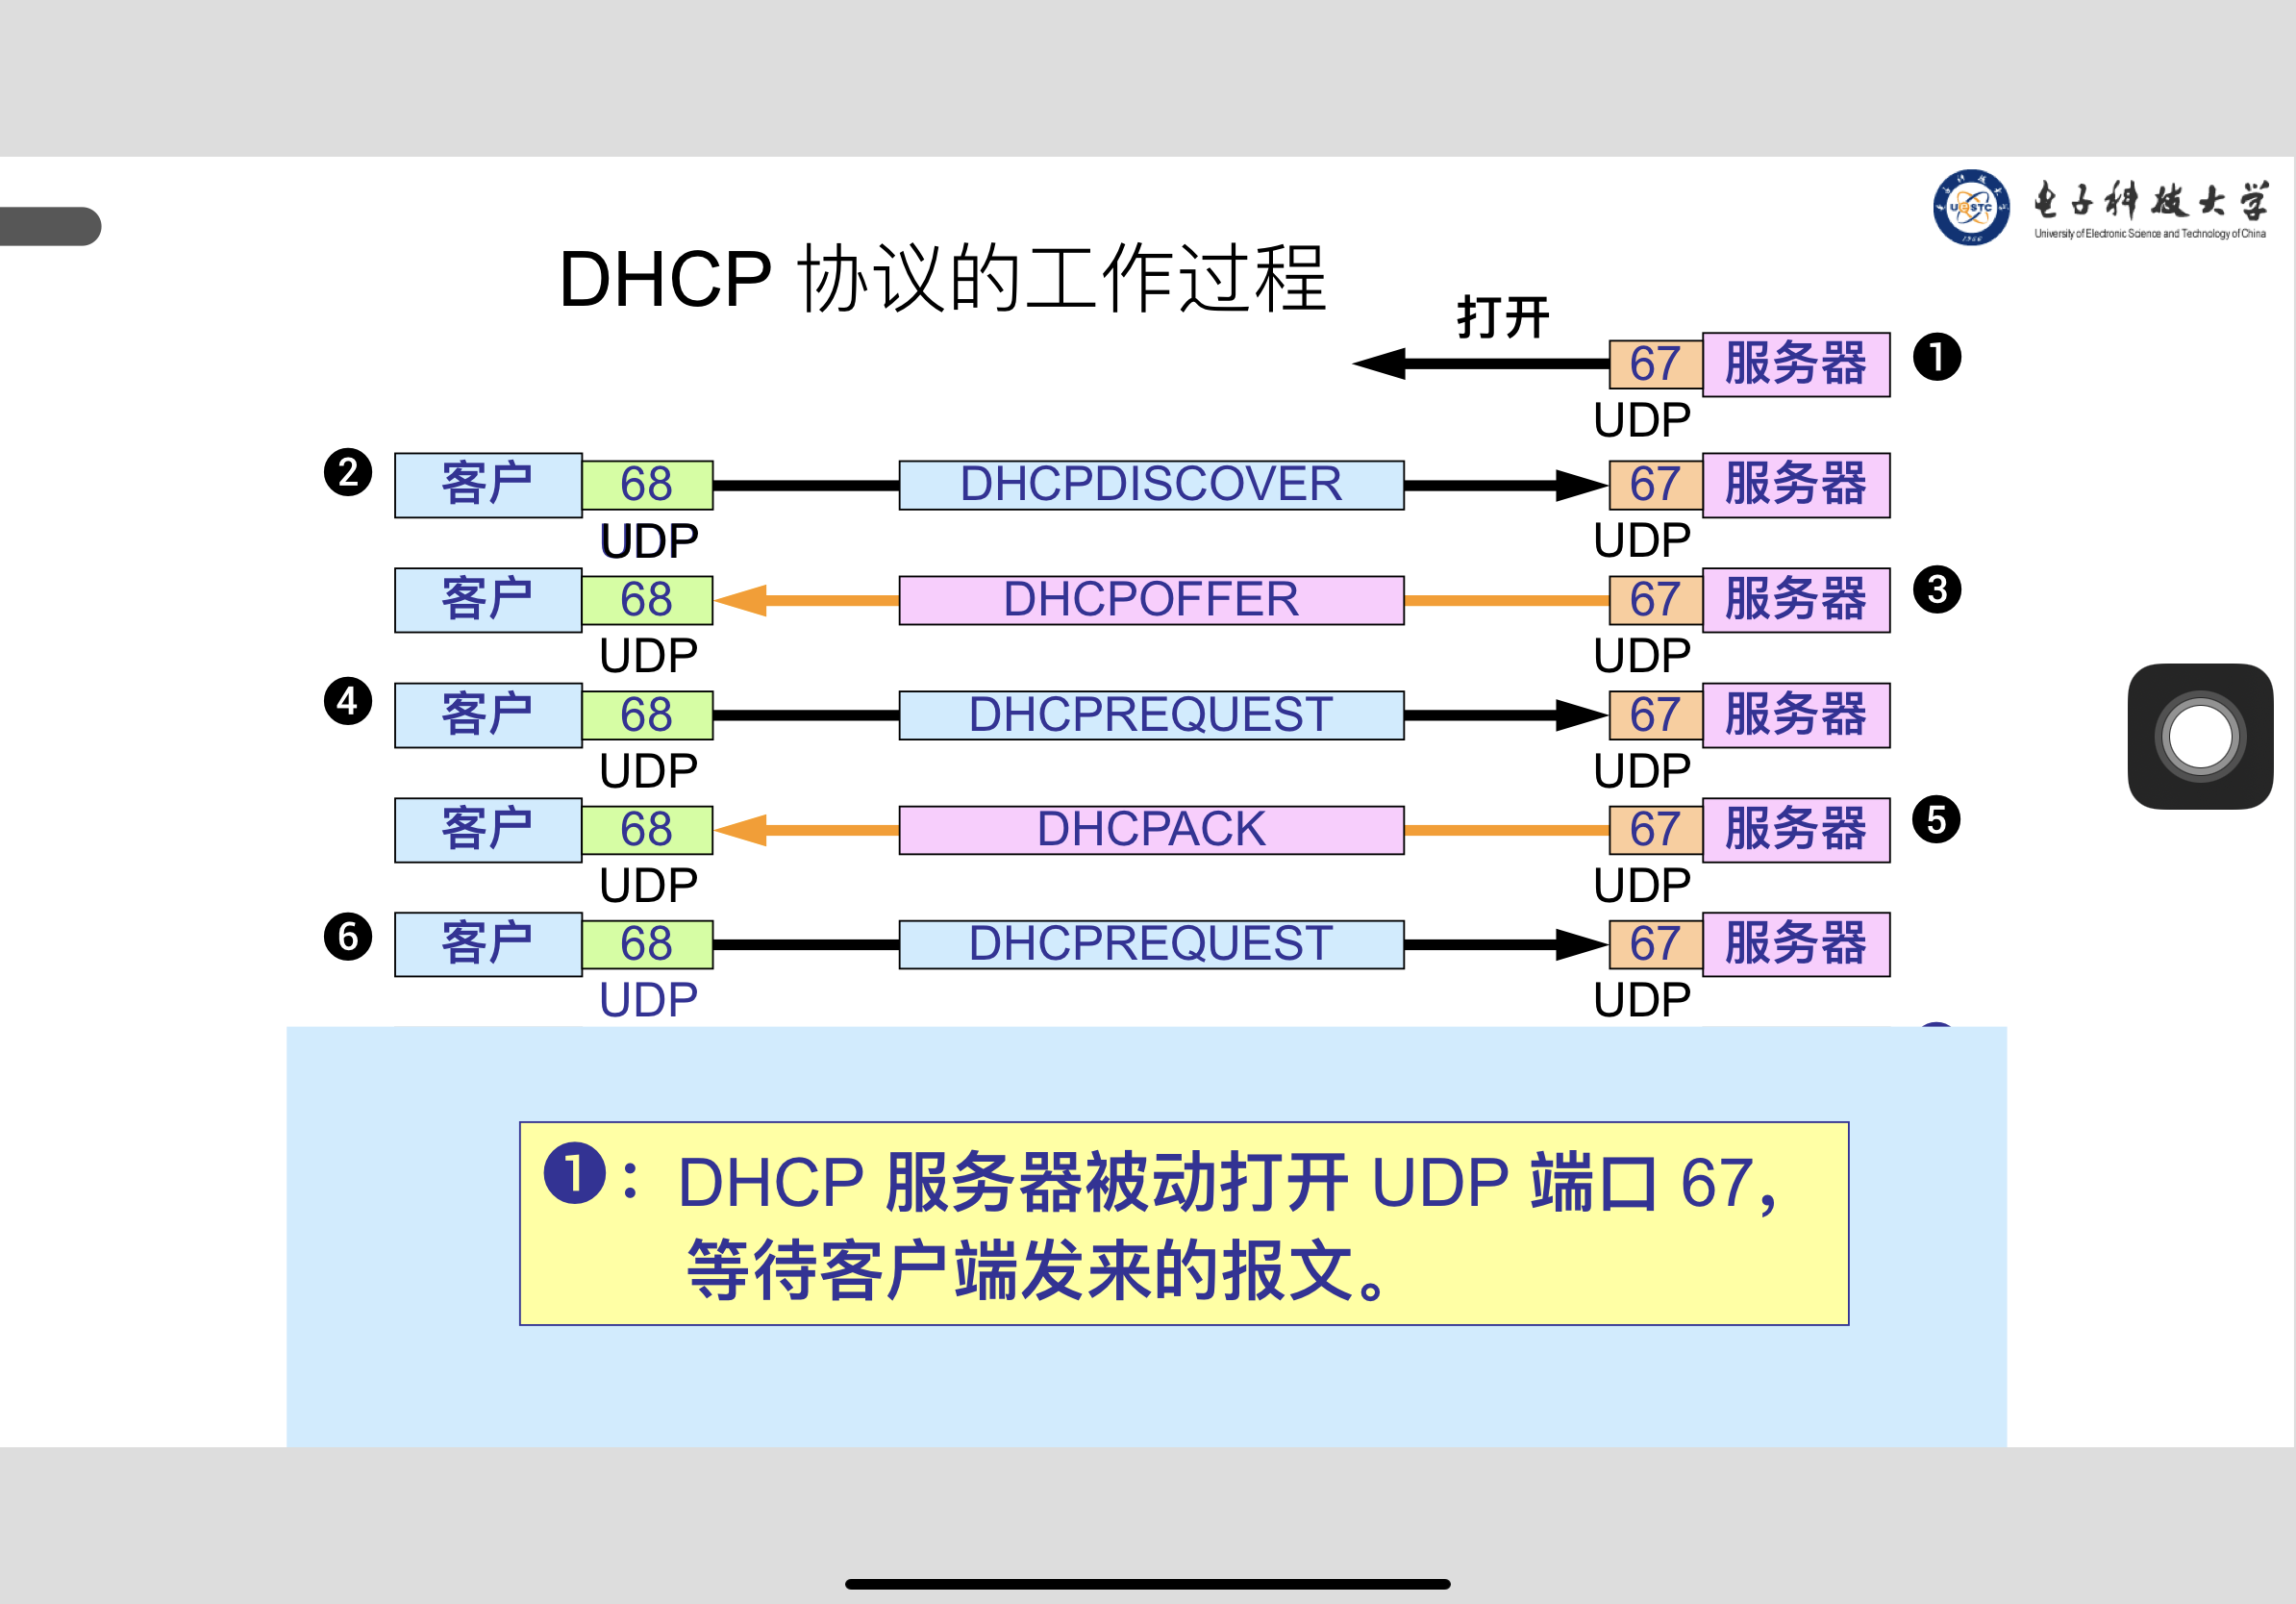 电子科技大学
University of Electronic Science and Technology of China
DHCP 协议的工作过程
打开
67 服务器 ❶
UDP
❷ 客户 68 DHCPDISCOVER 67 服务器
UDP UDP
客户 68 DHCPOFFER 67 服务器 ❸
UDP UDP
❹ 客户 68 DHCPREQUEST 67 服务器
UDP UDP
客户 68 DHCPACK 67 服务器 ❺
UDP UDP
❻ 客户 68 DHCPREQUEST 67 服务器
UDP UDP
❶：DHCP 服务器被动打开 UDP 端口 67，
等待客户端发来的报文。